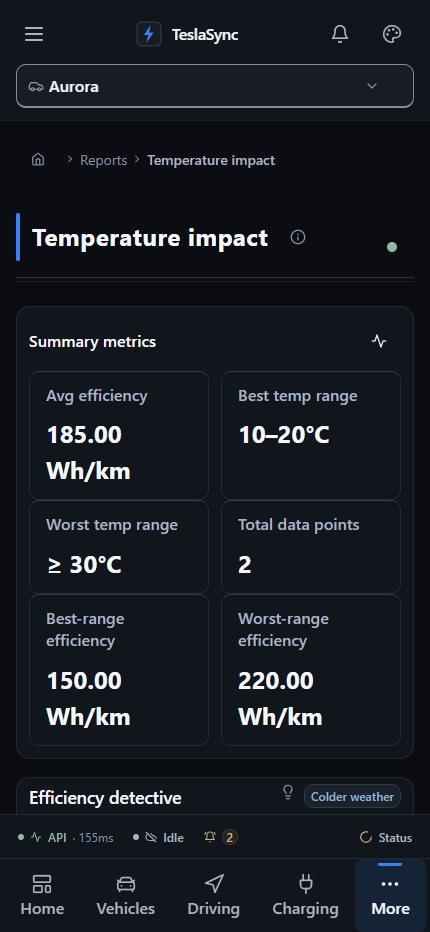 TeslaSync
Aurora
Reports
Temperature impact
Temperature impact
Summary metrics
Avg efficiency
185.00
Wh/km
Best temp range
10–20°C
Worst temp range
≥ 30°C
Total data points
2
Best-range
efficiency
150.00
Wh/km
Worst-range
efficiency
220.00
Wh/km
Efficiency detective
Colder weather
API · 155ms
Idle
2
Status
Home
Vehicles
Driving
Charging
More